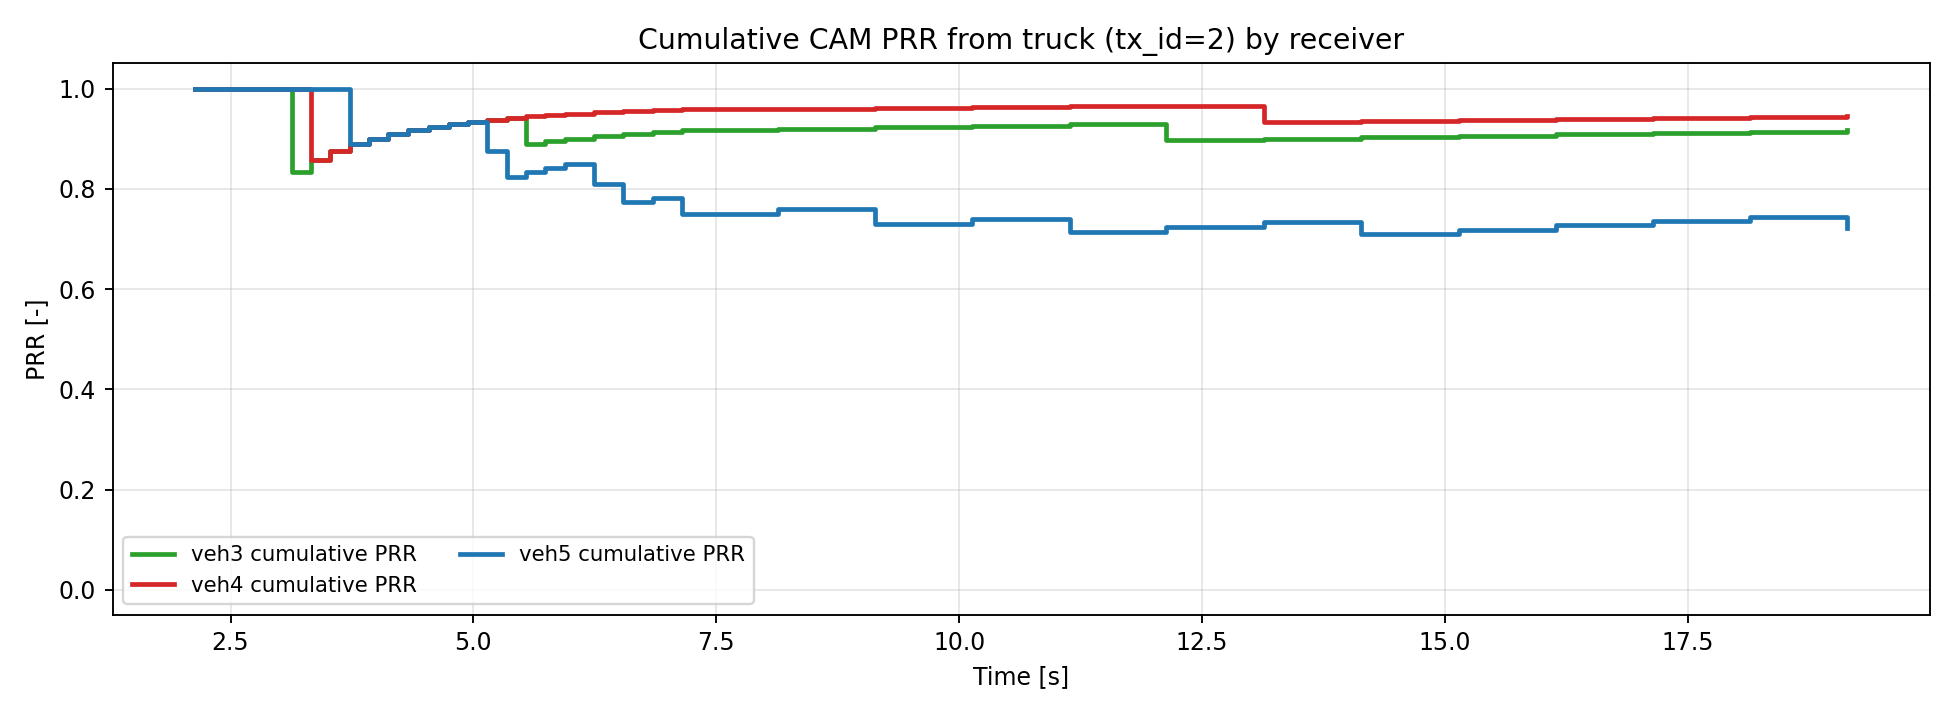 Cumulative CAM PRR from truck (tx_id=2) by receiver
PRR [-]
1.0
0.8
0.6
0.4
0.2
0.0
veh3 cumulative PRR
veh4 cumulative PRR
veh5 cumulative PRR
2.5
5.0
7.5
10.0
12.5
15.0
17.5
Time [s]